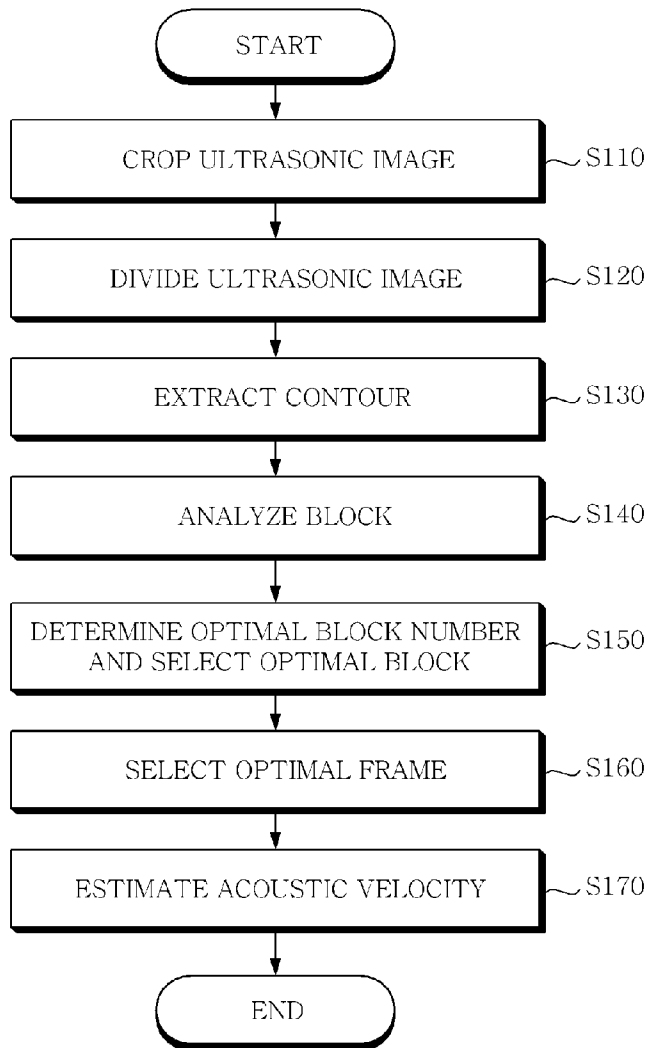 START
CROP ULTRASONIC IMAGE
S110
DIVIDE ULTRASONIC IMAGE
S120
EXTRACT CONTOUR
S130
ANALYZE BLOCK
S140
DETERMINE OPTIMAL BLOCK NUMBER
AND SELECT OPTIMAL BLOCK
S150
SELECT OPTIMAL FRAME
S160
ESTIMATE ACOUSTIC VELOCITY
S170
END